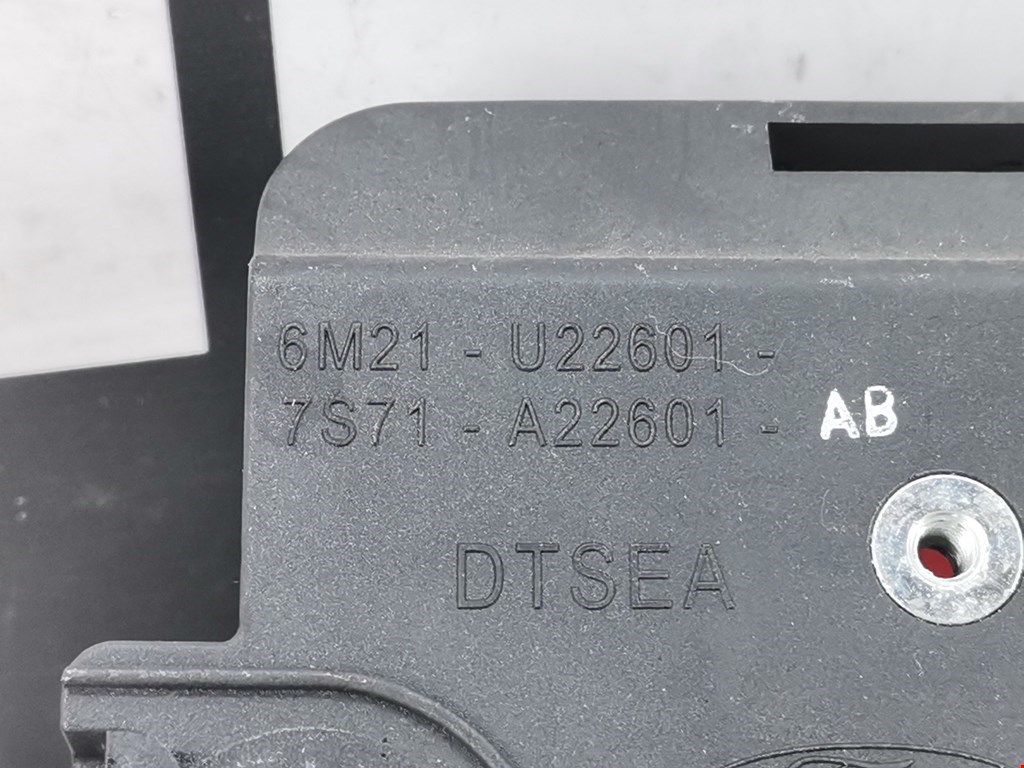 6M21 - U22601 -
7S71 - A22601 - AB
DTSEA